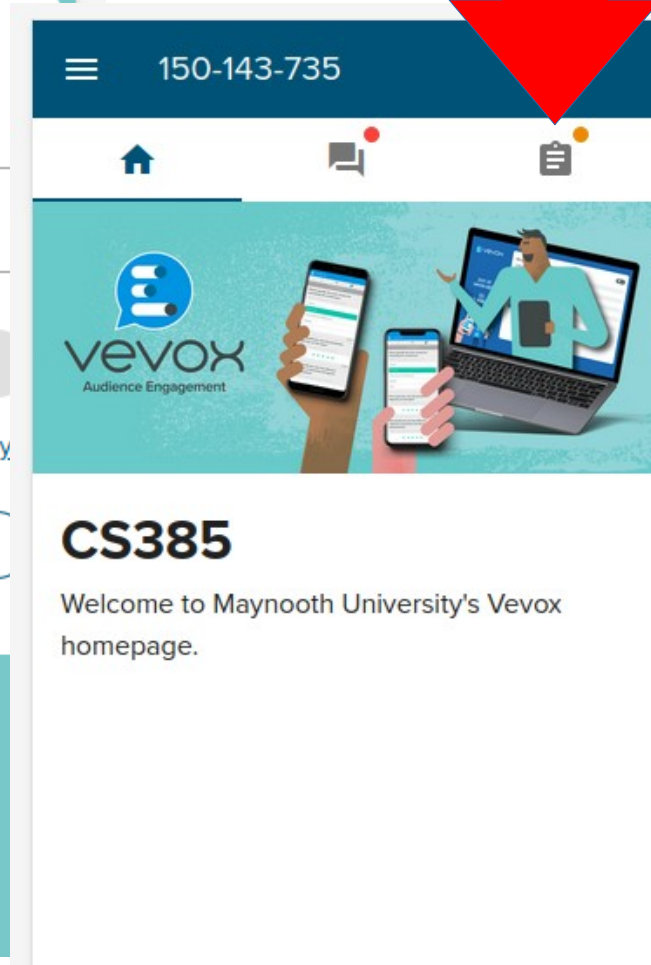 150-143-735
vevox
Audience Engagement
CS385
Welcome to Maynooth University's Vevox
homepage.